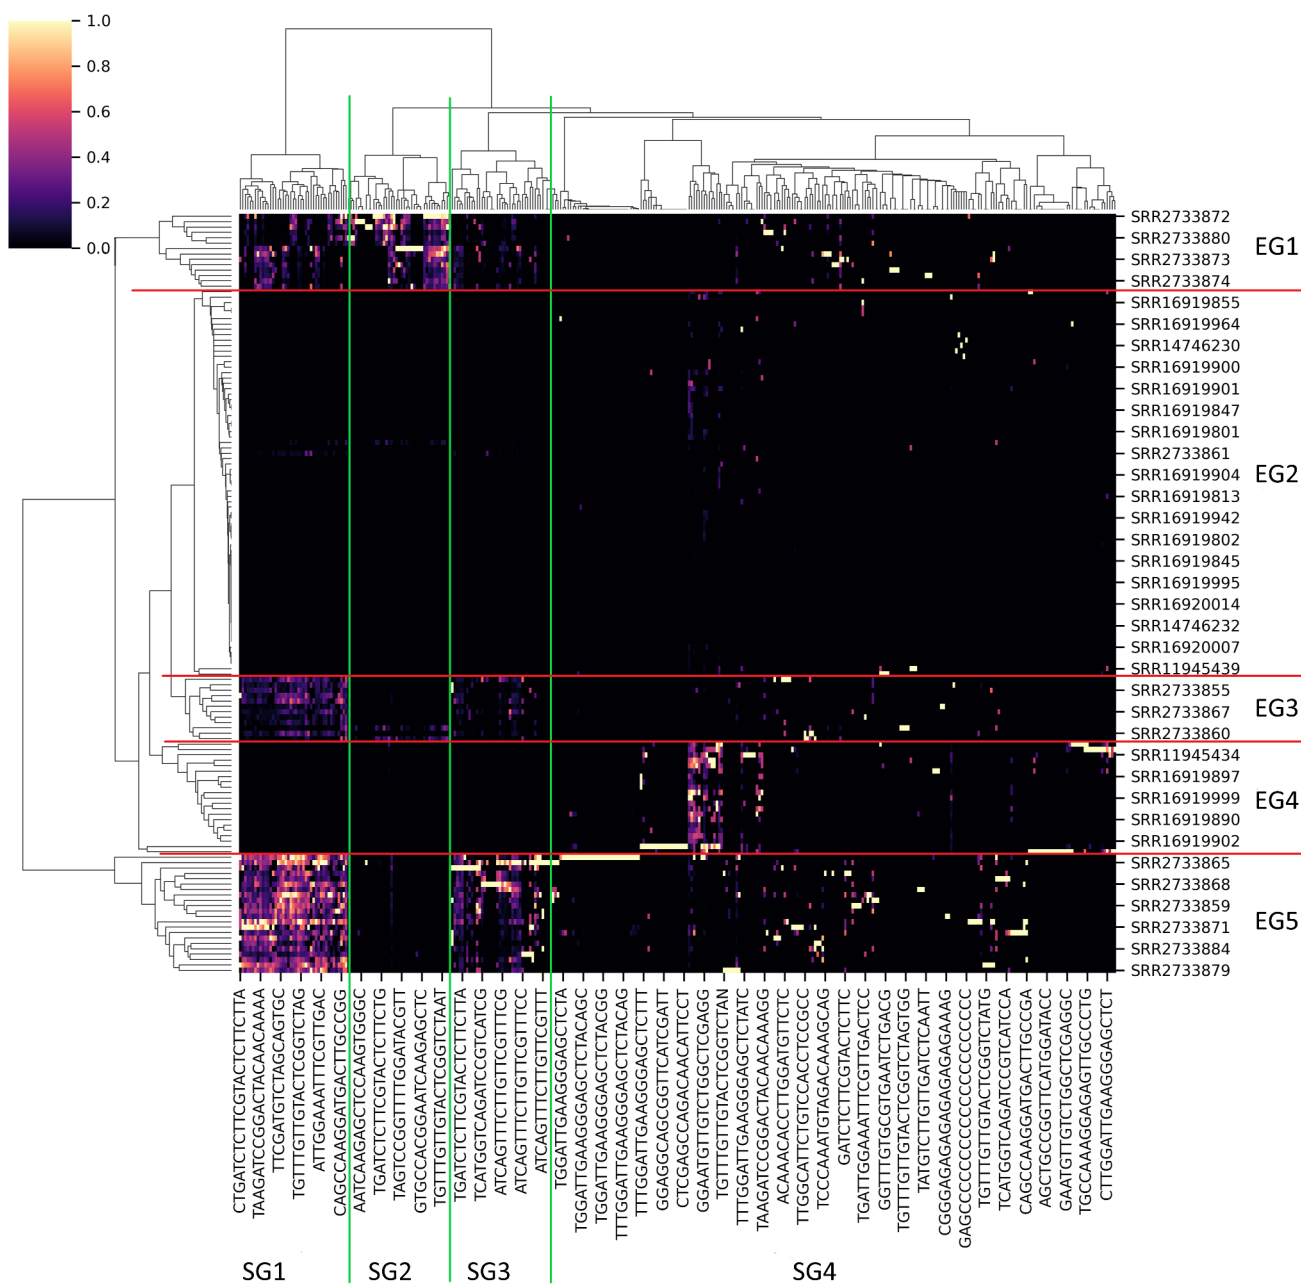 1.0
0.8
0.6
0.4
0.2
0.0
SRR2733872
SRR2733880
SRR2733873
SRR2733874
SRR16919855
SRR16919964
SRR14746230
SRR16919900
SRR16919901
SRR16919847
SRR16919801
SRR2733861
SRR16919904
SRR16919813
SRR16919942
SRR16919802
SRR16919845
SRR16919995
SRR16920014
SRR14746232
SRR16920007
SRR11945439
SRR2733855
SRR2733867
SRR2733860
SRR11945434
SRR16919897
SRR16919999
SRR16919890
SRR16919902
SRR2733865
SRR2733868
SRR2733859
SRR2733871
SRR2733884
SRR2733879
EG1
EG2
EG3
EG4
EG5
CTGATCTCTTCGTACTCTTCTTA
TAAGATCCGGACTACAACAAAA
TTCGATGTCTAGCAGTGC
TGTTTGTTGTACTCGGTCTAG
ATTGGAAATTTCGTTGAC
CAGCCAAGGATGACTTGCCGG
AATCAAGAGCTCCAAGTGGGC
TGATCTCTTCGTACTCTTCTG
TAGTCCGGTTTTGGATACGTT
GTGCCACGGAATCAAGAGCTC
TGTTTGTTGTACTCGGTCTAAT
TGATCTCTTCGTACTCTTCTTA
TCATGGTCAGATCCGTCATCG
ATCAGTTTCTTGTTCGTTTCG
ATCAGTTTCTTGTTCGTTTCC
ATCAGTTTCTTGTTCGTTT
TGGATTGAAGGGAGCTCTA
TGGATTGAAGGGAGCTCTACAGC
TGGATTGAAGGGAGCTCTACGG
TTTGGATTGAAGGGAGCTCTACAG
TTTGGATTGAAGGGAGCTCTTT
GGAGGCAGCGGTTCATCGATT
CTCGAGCCAGACAACATTCCT
GGAATGTTGTCTGGCTCGAGG
TGTTTGTTGTACTCGGTCTAN
TTTGGATTGAAGGGAGCTCTATC
TAAGATCCGGACTACAACAAAGG
ACAAACACTTGGATGTTCTC
TTGGCATTCTGTCCACCTCCGCC
TCCCAAATGTAGACAAAGCAG
GATCTCTTCGTACTCTTC
TGATTGGAAATTTCGTTGACTCC
GGTTTGTGCGTGAATCTGACG
TGTTTGTTGTACTCGGTCTAGTGG
TATGTCTTGTTGATCTCAATT
CGGGAGAGAGAGAGAGAAAG
GAGCCCCCCCCCCCCCCCCCCC
TGTTTGTTGTACTCGGTCTATG
TCATGGTCAGATCCGTCATCCA
CAGCCAAGGATGACTTGCCGA
AGCTGCCGGTTCATGGATACC
GAATGTTGTCTGGCTCGAGGC
TGCCAAAGGAGAGTTGCCCTG
CTTGGATTGAAGGGAGCTCT
SG1
SG2
SG3
SG4